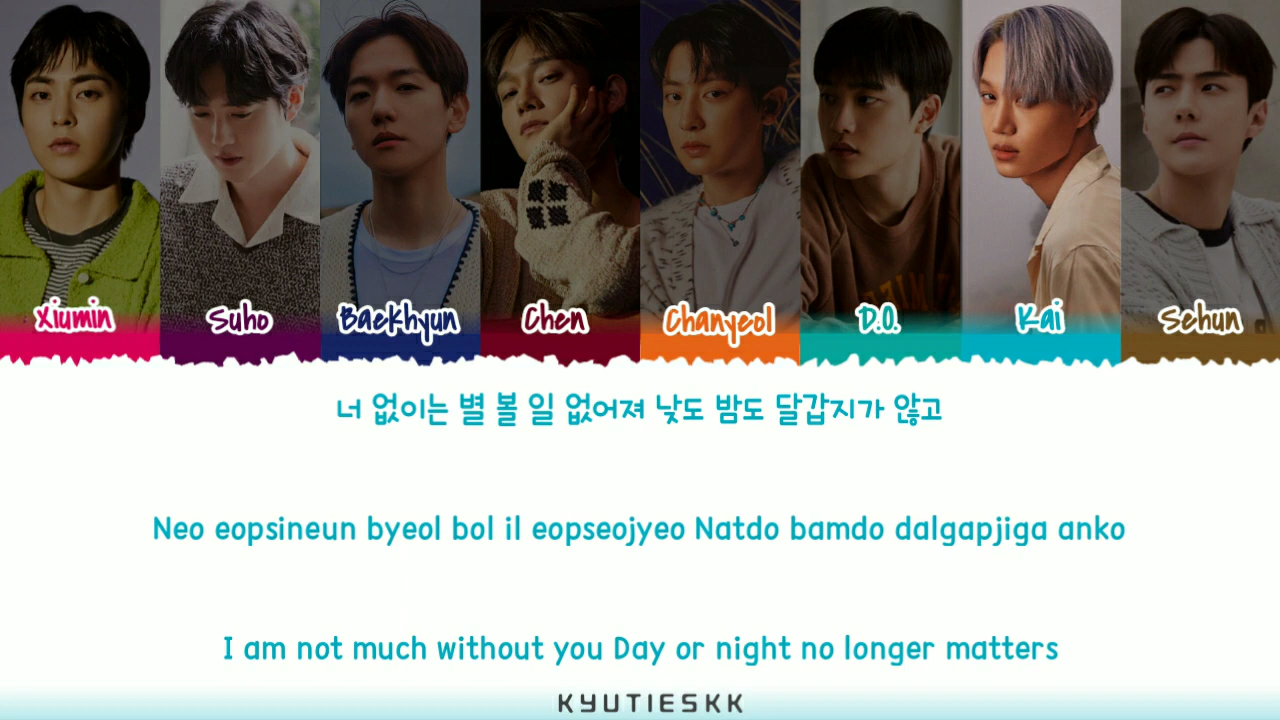 Xiumin Suho Baekhyun Chen Chanyeol D.O. Kai Sehun
너 없이는 별 볼 일 없어져 낮도 밤도 달갑지가 않고
Neo eopsineun byeol bol il eopseojyeo Natdo bamdo dalgapjiga anko
I am not much without you Day or night no longer matters
KYUTIESKK